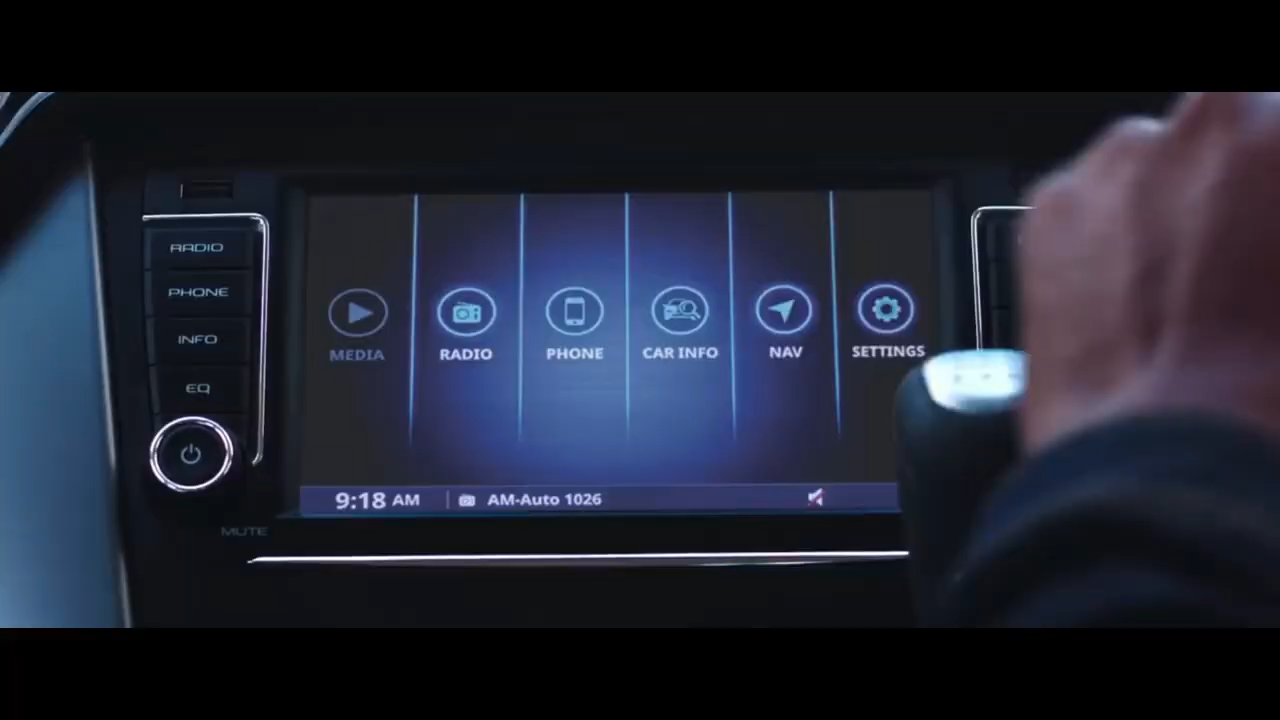 RADIO
PHONE
INFO
EQ
MUTE
MEDIA
RADIO
PHONE
CAR INFO
NAV
SETTINGS
9:18 AM
AM-Auto 1026